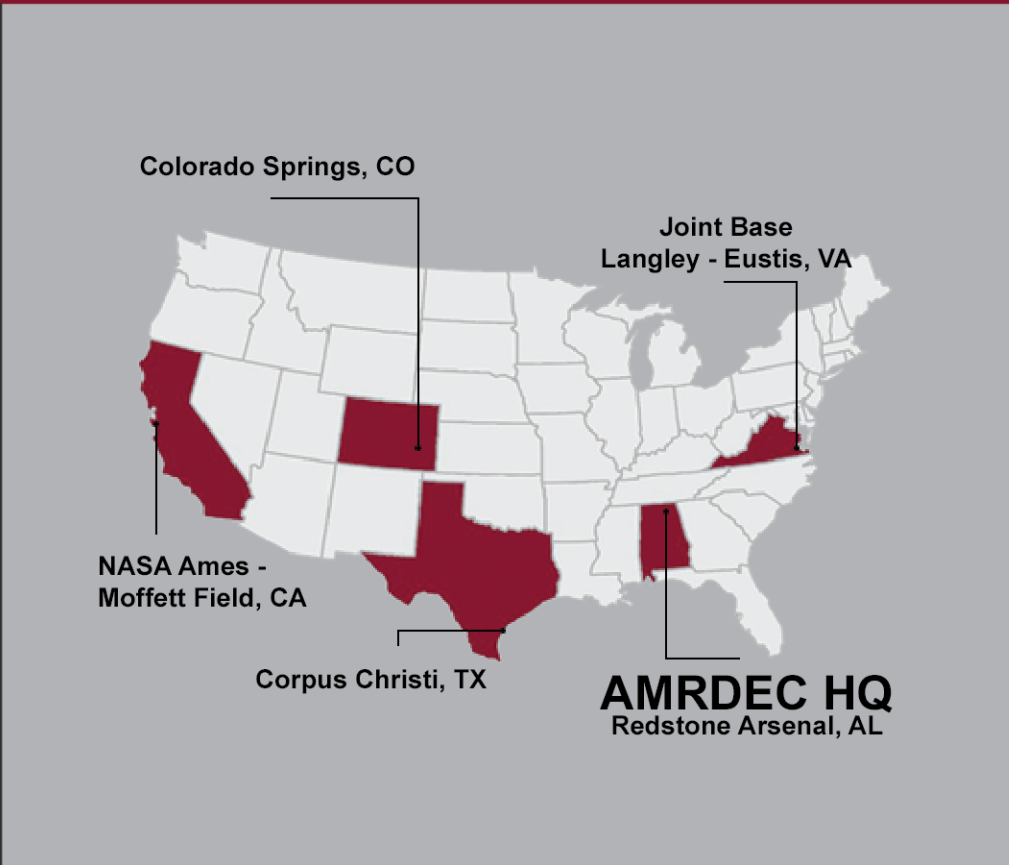 Colorado Springs, CO
Joint Base
Langley - Eustis, VA
NASA Ames -
Moffett Field, CA
Corpus Christi, TX
AMRDEC HQ
Redstone Arsenal, AL